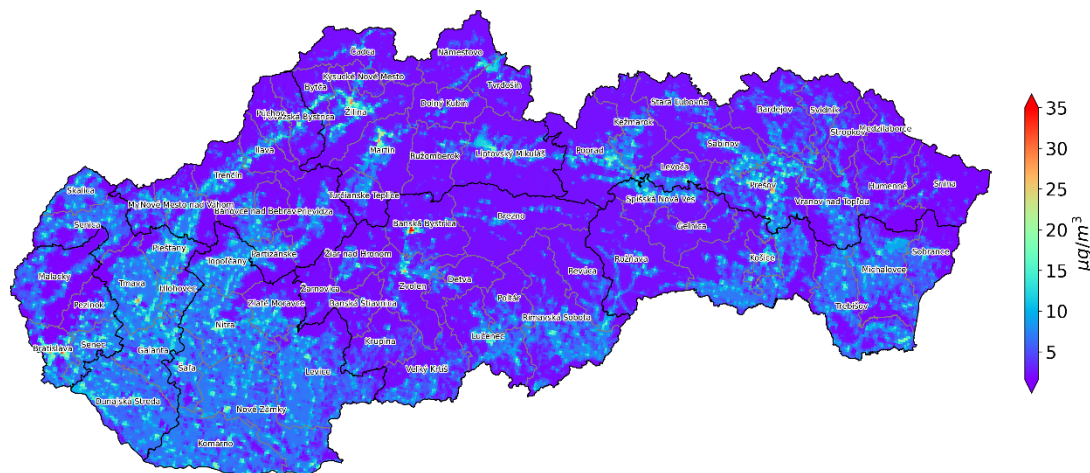 Čadca
Námestovo
Kysucké Nové Mesto
Tvrdošín
Bytča
Dolný Kubín
Stará Ľubovňa
Bardejov
Svidník
Považská Bystrica
Žilina
Kežmarok
Stropkov
Medzilaborce
Ilava
Martin
Ružomberok
Liptovský Mikuláš
Poprad
Sabinov
Levoča
Trenčín
Prešov
Humenné
Snina
Skalica
Turčianske Teplice
Spišská Nová Ves
Vranov nad Topľou
Nové Mesto nad Váhom
Bánovce nad Bebravou
Prievidza
Banská Bystrica
Brezno
Gelnica
Senica
Piešťany
Partizánske
Žiar nad Hronom
Sobrance
Topoľčany
Rožňava
Košice
Michalovce
Malacky
Revúca
Detva
Zvolen
Trnava
Hlohovec
Žarnovica
Banská Štiavnica
Poltár
Pezinok
Zlaté Moravce
Rimavská Sobota
Trebišov
Nitra
Lučenec
Krupina
Bratislava
Senec
Galanta
Šaľa
Levice
Veľký Krtíš
Dunajská Streda
Nové Zámky
Komárno
35
30
25
20
15
10
5
μg/m³